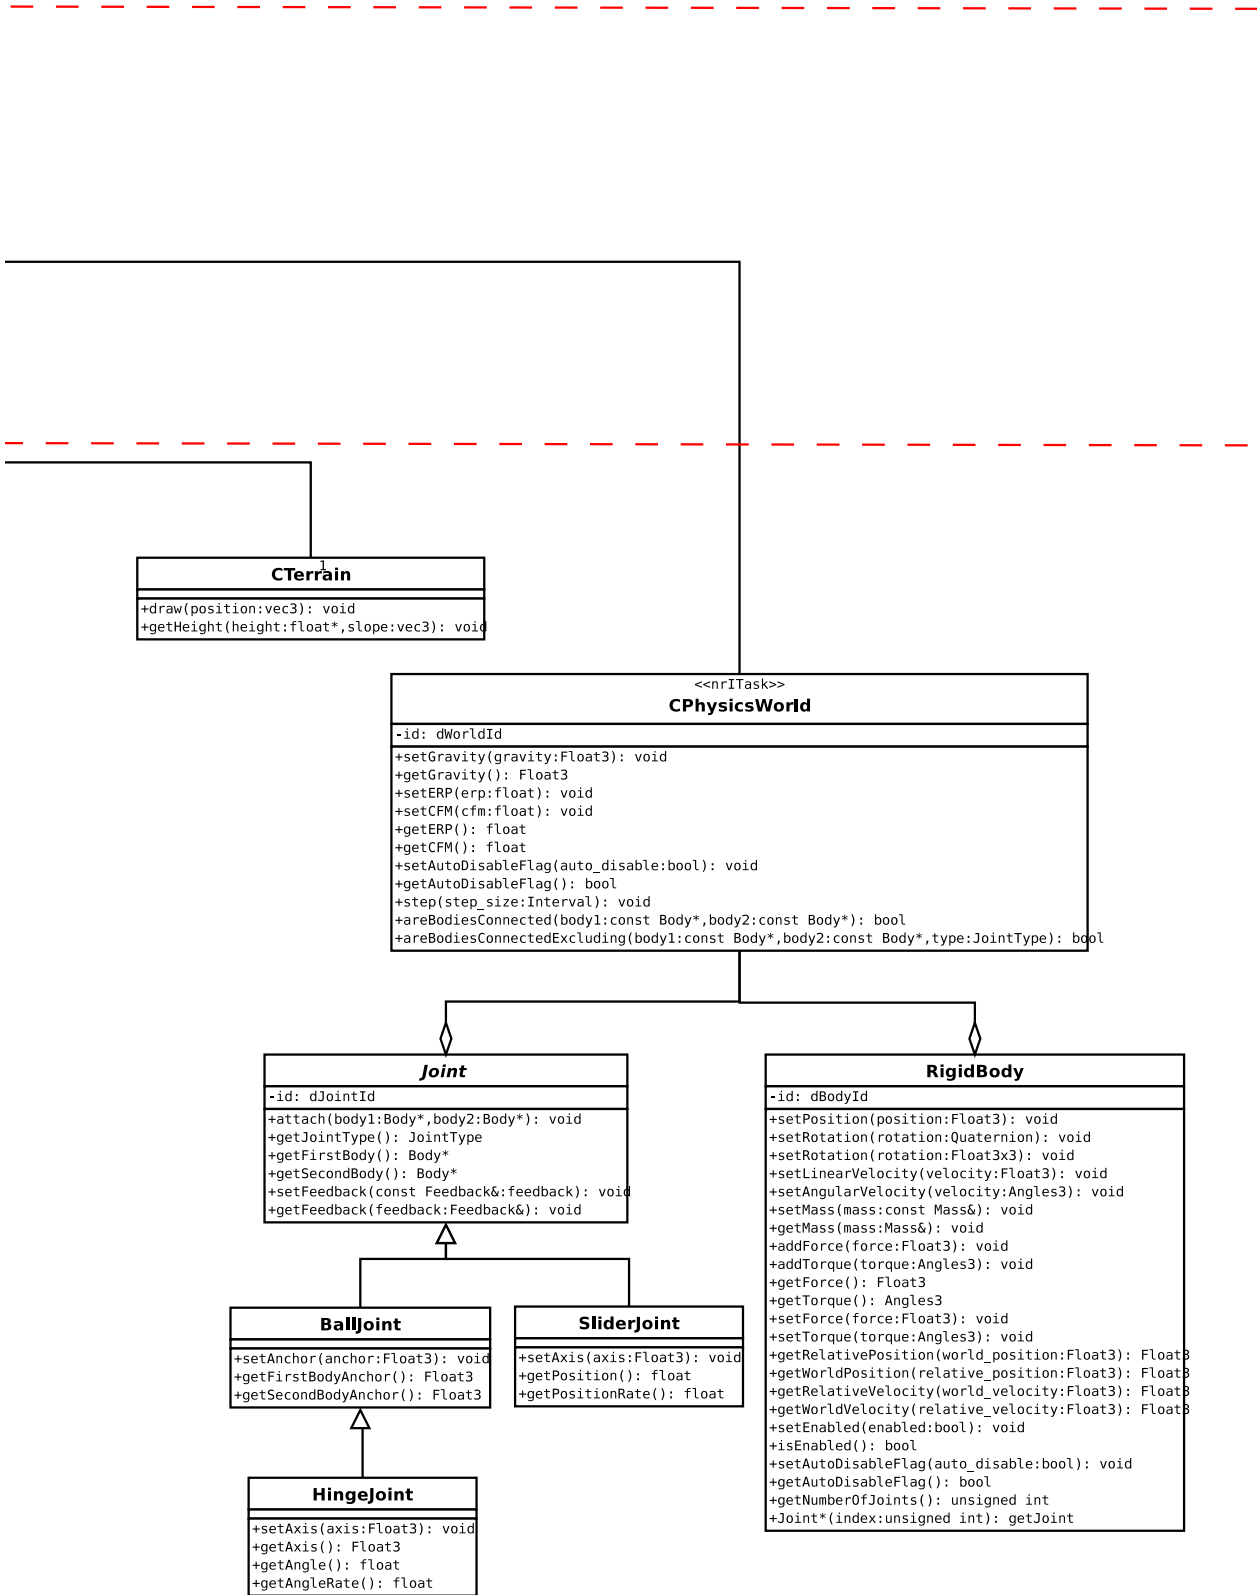 1
CTerrain
+draw(position:vec3): void
+getHeight(height:float*,slope:vec3): void
<<nrITask>>
CPhysicsWorld
-id: dWorldId
+setGravity(gravity:Float3): void
+getGravity(): Float3
+setERP(erp:float): void
+setCFM(cfm:float): void
+getERP(): float
+getCFM(): float
+setAutoDisableFlag(auto_disable:bool): void
+getAutoDisableFlag(): bool
+step(step_size:Interval): void
+areBodiesConnected(body1:const Body*,body2:const Body*): bool
+areBodiesConnectedExcluding(body1:const Body*,body2:const Body*,type:JointType): bool
Joint
-id: dJointId
+attach(body1:Body*,body2:Body*): void
+getJointType(): JointType
+getFirstBody(): Body*
+getSecondBody(): Body*
+setFeedback(const Feedback&:feedback): void
+getFeedback(feedback:Feedback&): void
RigidBody
-id: dBodyId
+setPosition(position:Float3): void
+setRotation(rotation:Quaternion): void
+setRotation(rotation:Float3x3): void
+setLinearVelocity(velocity:Float3): void
+setAngularVelocity(velocity:Angles3): void
+setMass(mass:const Mass&): void
+getMass(mass:Mass&): void
+addForce(force:Float3): void
+addTorque(torque:Angles3): void
+getForce(): Float3
+getTorque(): Angles3
+setForce(force:Float3): void
+setTorque(torque:Angles3): void
+getRelativePosition(world_position:Float3): Float3
+getWorldPosition(relative_position:Float3): Float3
+getRelativeVelocity(world_velocity:Float3): Float3
+getWorldVelocity(relative_velocity:Float3): Float3
+setEnabled(enabled:bool): void
+isEnabled(): bool
+setAutoDisableFlag(auto_disable:bool): void
+getAutoDisableFlag(): bool
+getNumberOfJoints(): unsigned int
+Joint*(index:unsigned int): getJoint
BallJoint
+setAnchor(anchor:Float3): void
+getFirstBodyAnchor(): Float3
+getSecondBodyAnchor(): Float3
SliderJoint
+setAxis(axis:Float3): void
+getPosition(): float
+getPositionRate(): float
HingeJoint
+setAxis(axis:Float3): void
+getAxis(): Float3
+getAngle(): float
+getAngleRate(): float